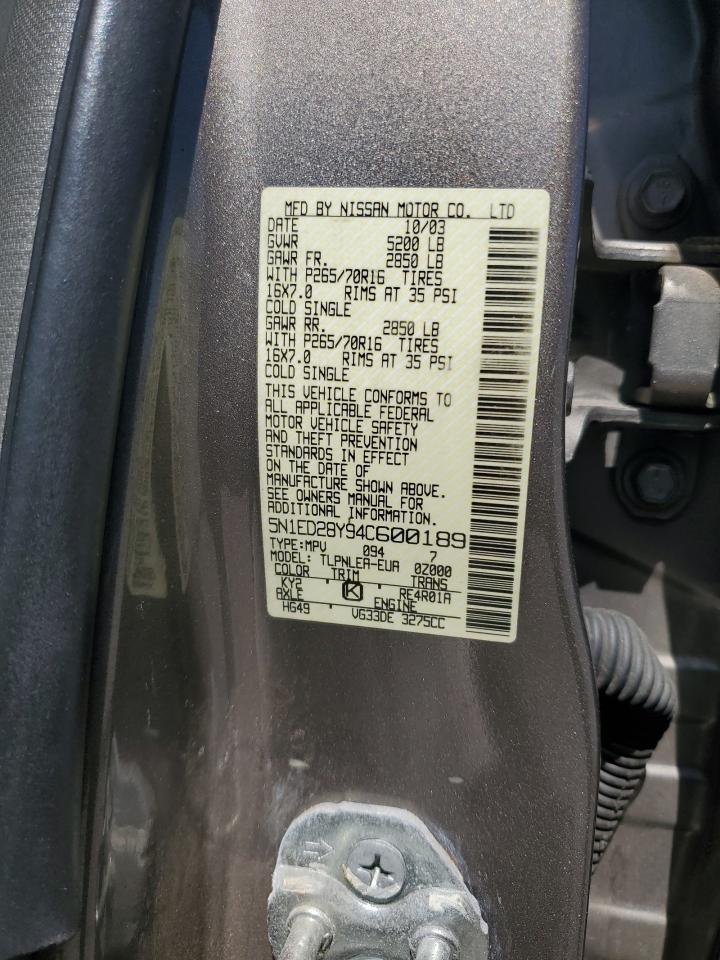 MFD BY NISSAN MOTOR CO. LTD
DATE 10/03
GVWR 5200 LB
GAWR FR. 2850 LB
WITH P265/70R16 TIRES
16X7.0 RIMS AT 35 PSI
COLD SINGLE
GAWR RR. 2850 LB
WITH P265/70R16 TIRES
16X7.0 RIMS AT 35 PSI
COLD SINGLE
THIS VEHICLE CONFORMS TO
ALL APPLICABLE FEDERAL
MOTOR VEHICLE SAFETY
AND THEFT PREVENTION
STANDARDS IN EFFECT
ON THE DATE OF
MANUFACTURE SHOWN ABOVE.
SEE OWNERS MANUAL FOR
ADDITIONAL INFORMATION
5N1ED28Y94C600189
TYPE:MPV 094 7
MODEL: TLPNLEA-EUA 0Z000
COLOR TRIM TRANS
KY2 K RE4R01A
AXLE ENGINE
HG49 VG33DE 3275CC